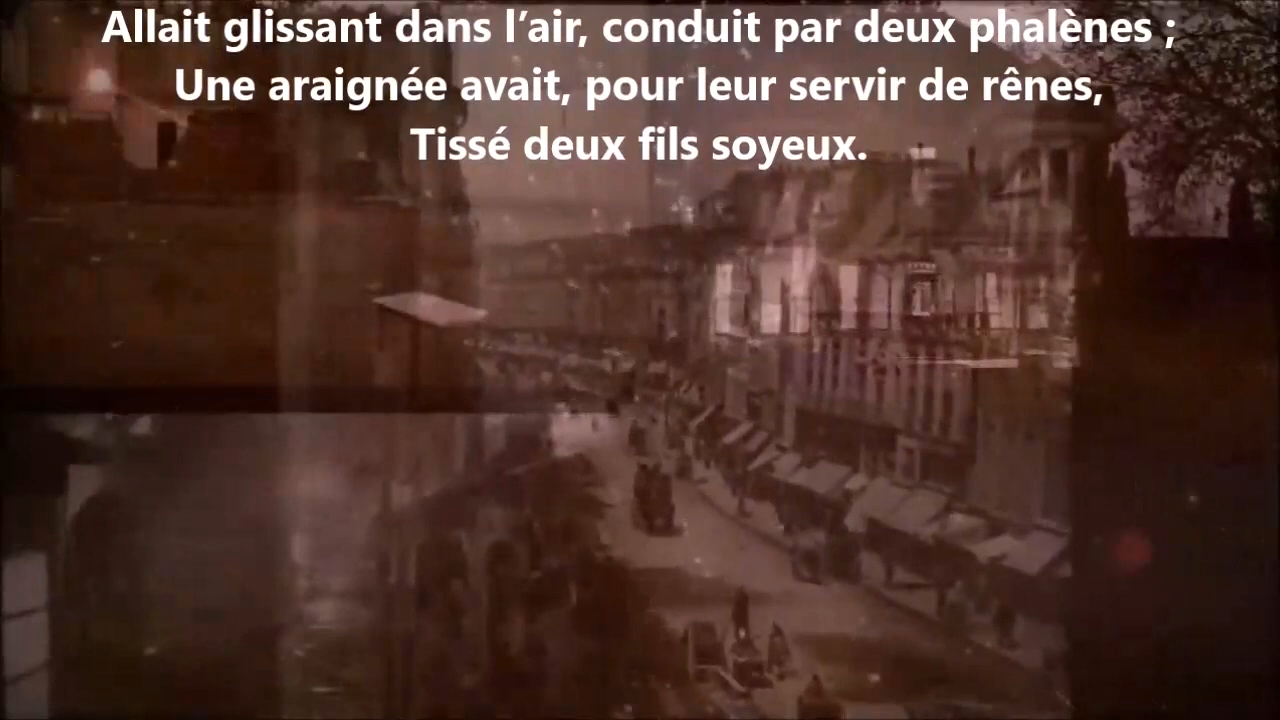 Allait glissant dans l’air, conduit par deux phalènes ;
Une araignée avait, pour leur servir de rênes,
Tissé deux fils soyeux.